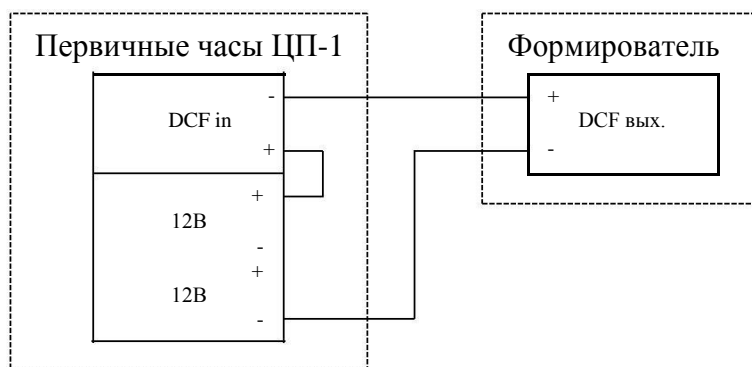 Первичные часы ЦП-1
Формирователь
-
DCF in
+
+
12В
-
+
12В
-
+
DCF вых.
-